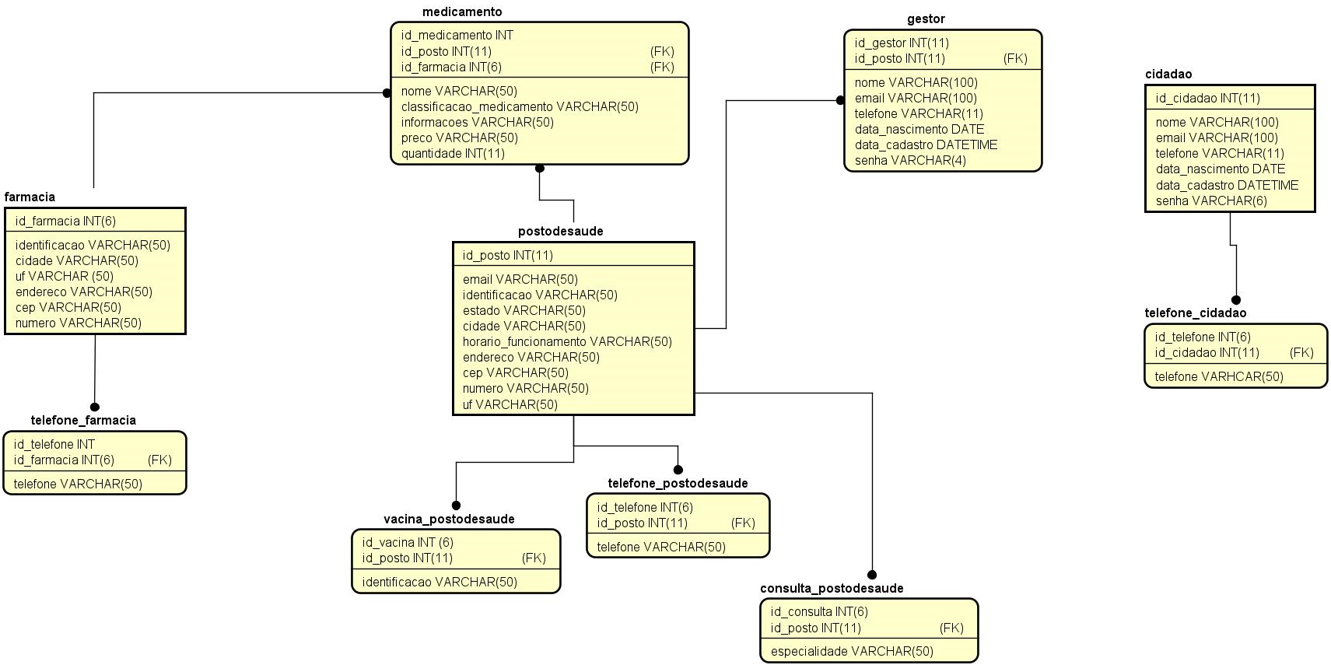 medicamento
id_medicamento INT
id_posto INT(11) (FK)
id_farmacia INT(6) (FK)
nome VARCHAR(50)
classificacao_medicamento VARCHAR(50)
informacoes VARCHAR(50)
preco VARCHAR(50)
quantidade INT(11)
gestor
id_gestor INT(11)
id_posto INT(11) (FK)
nome VARCHAR(100)
email VARCHAR(100)
telefone VARCHAR(11)
data_nascimento DATE
data_cadastro DATETIME
senha VARCHAR(4)
cidadao
id_cidadao INT(11)
nome VARCHAR(100)
email VARCHAR(100)
telefone VARCHAR(11)
data_nascimento DATE
data_cadastro DATETIME
senha VARCHAR(6)
farmacia
id_farmacia INT(6)
identificacao VARCHAR(50)
cidade VARCHAR(50)
uf VARCHAR (50)
endereco VARCHAR(50)
cep VARCHAR(50)
numero VARCHAR(50)
postodesaude
id_posto INT(11)
email VARCHAR(50)
identificacao VARCHAR(50)
estado VARCHAR(50)
cidade VARCHAR(50)
horario_funcionamento VARCHAR(50)
endereco VARCHAR(50)
cep VARCHAR(50)
numero VARCHAR(50)
uf VARCHAR(50)
telefone_cidadao
id_telefone INT(6)
id_cidadao INT(11) (FK)
telefone VARHCAR(50)
telefone_farmacia
id_telefone INT
id_farmacia INT(6) (FK)
telefone VARCHAR(50)
telefone_postodesaude
id_telefone INT(6)
id_posto INT(11) (FK)
telefone VARCHAR(50)
vacina_postodesaude
id_vacina INT (6)
id_posto INT(11) (FK)
identificacao VARCHAR(50)
consulta_postodesaude
id_consulta INT(6)
id_posto INT(11) (FK)
especialidade VARCHAR(50)